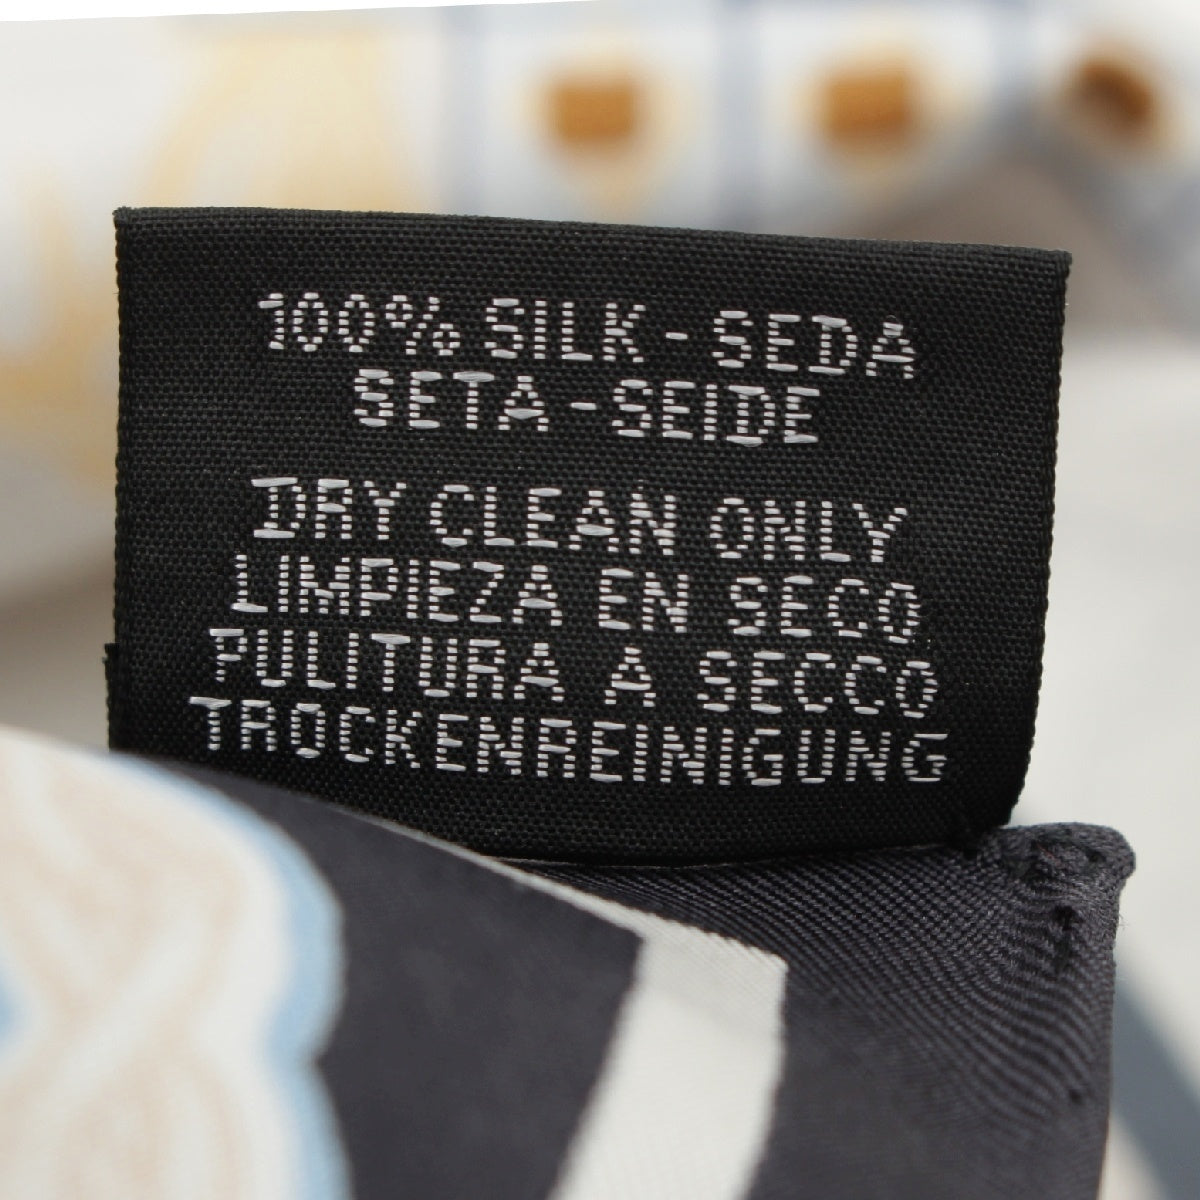 100% SILK - SEDA
SETA - SEIDE
DRY CLEAN ONLY
LIMPIEZA EN SECO
PULITURA A SECCO
TROCKENREINIGUNG